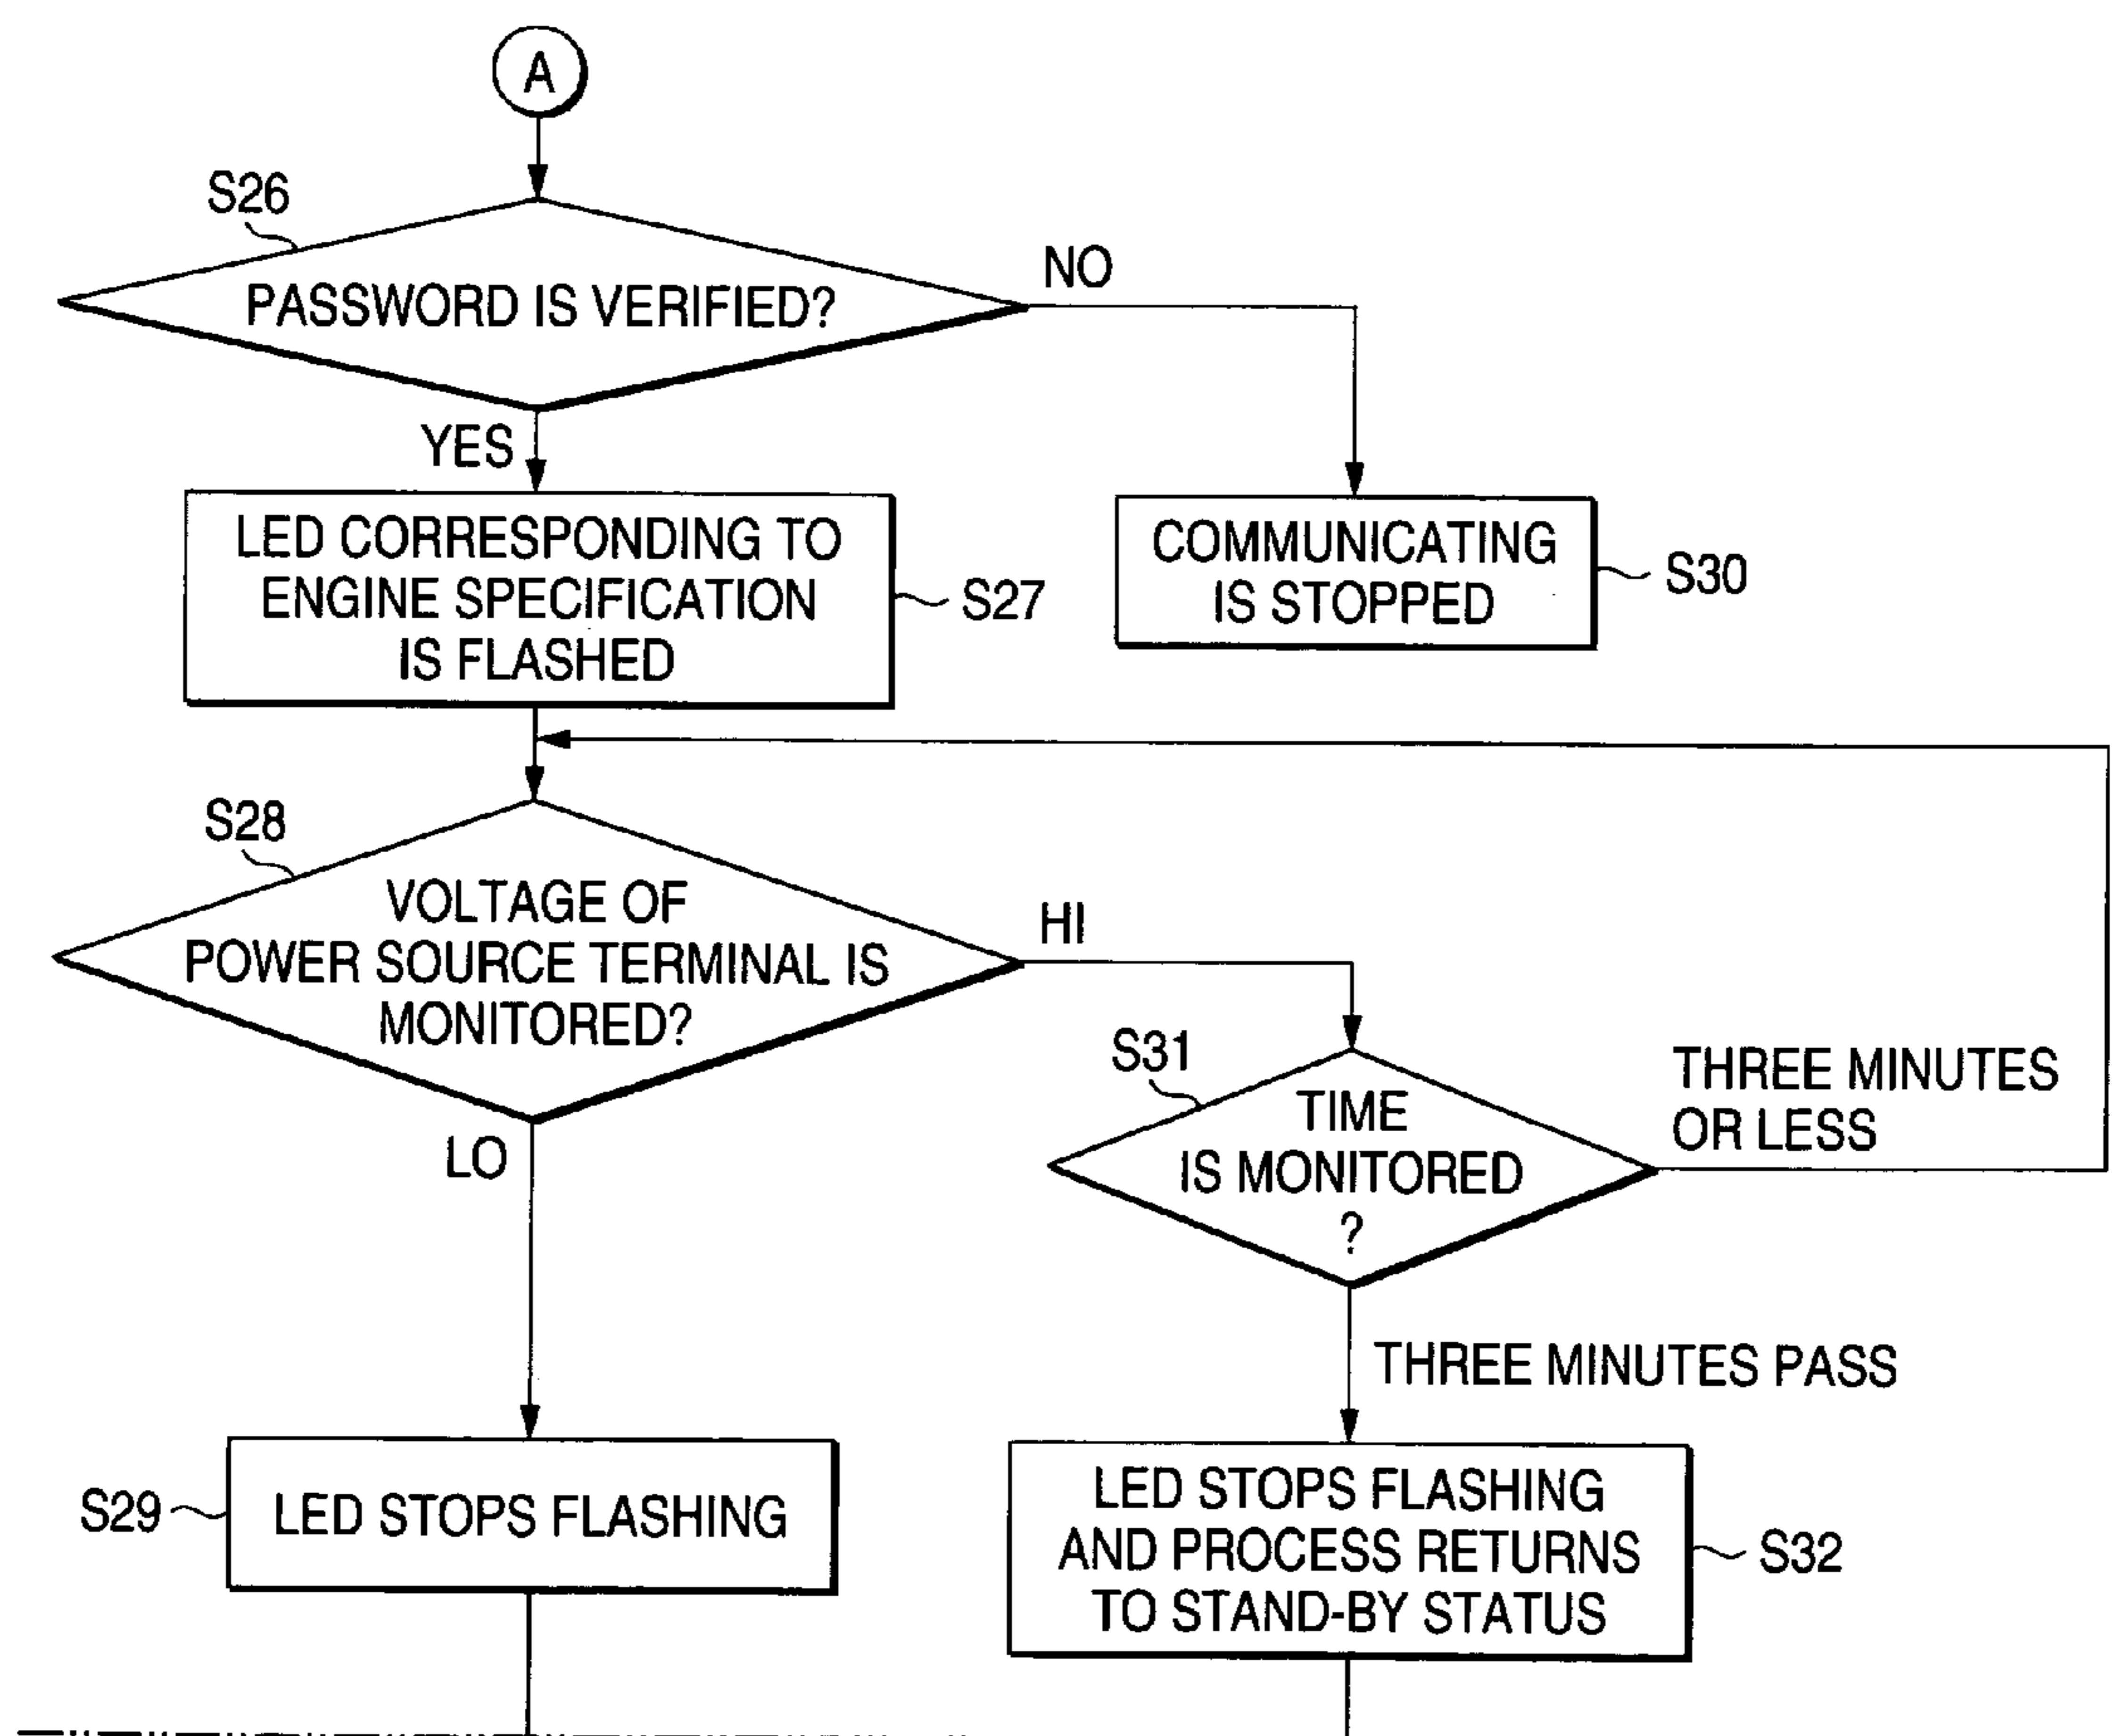 A
S26
PASSWORD IS VERIFIED?
NO
YES
LED CORRESPONDING TO
ENGINE SPECIFICATION
IS FLASHED
S27
COMMUNICATING
IS STOPPED
S30
S28
VOLTAGE OF
POWER SOURCE TERMINAL IS
MONITORED?
HI
LO
S31
TIME
IS MONITORED
?
THREE MINUTES
OR LESS
THREE MINUTES PASS
S29
LED STOPS FLASHING
LED STOPS FLASHING
AND PROCESS RETURNS
TO STAND-BY STATUS
S32